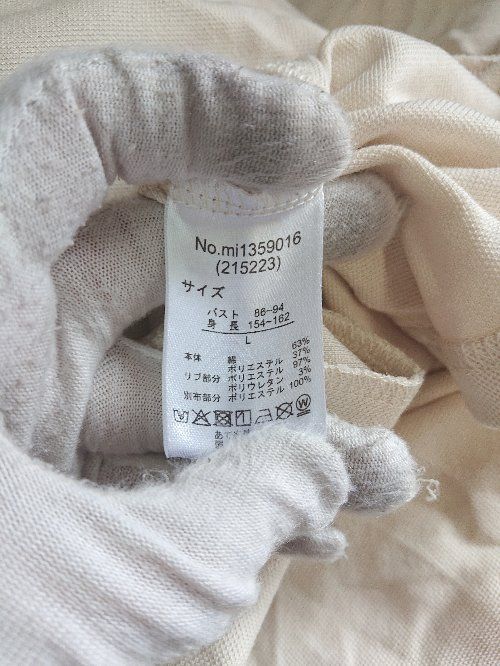 No.mi1359016
(215223)
サイズ
バスト 86~94
身長 154~162
L
本体 綿 63%
ポリエステル 37%
リブ部分 ポリエステル 97%
ポリウレタン 3%
別布部分 ポリエステル 100%